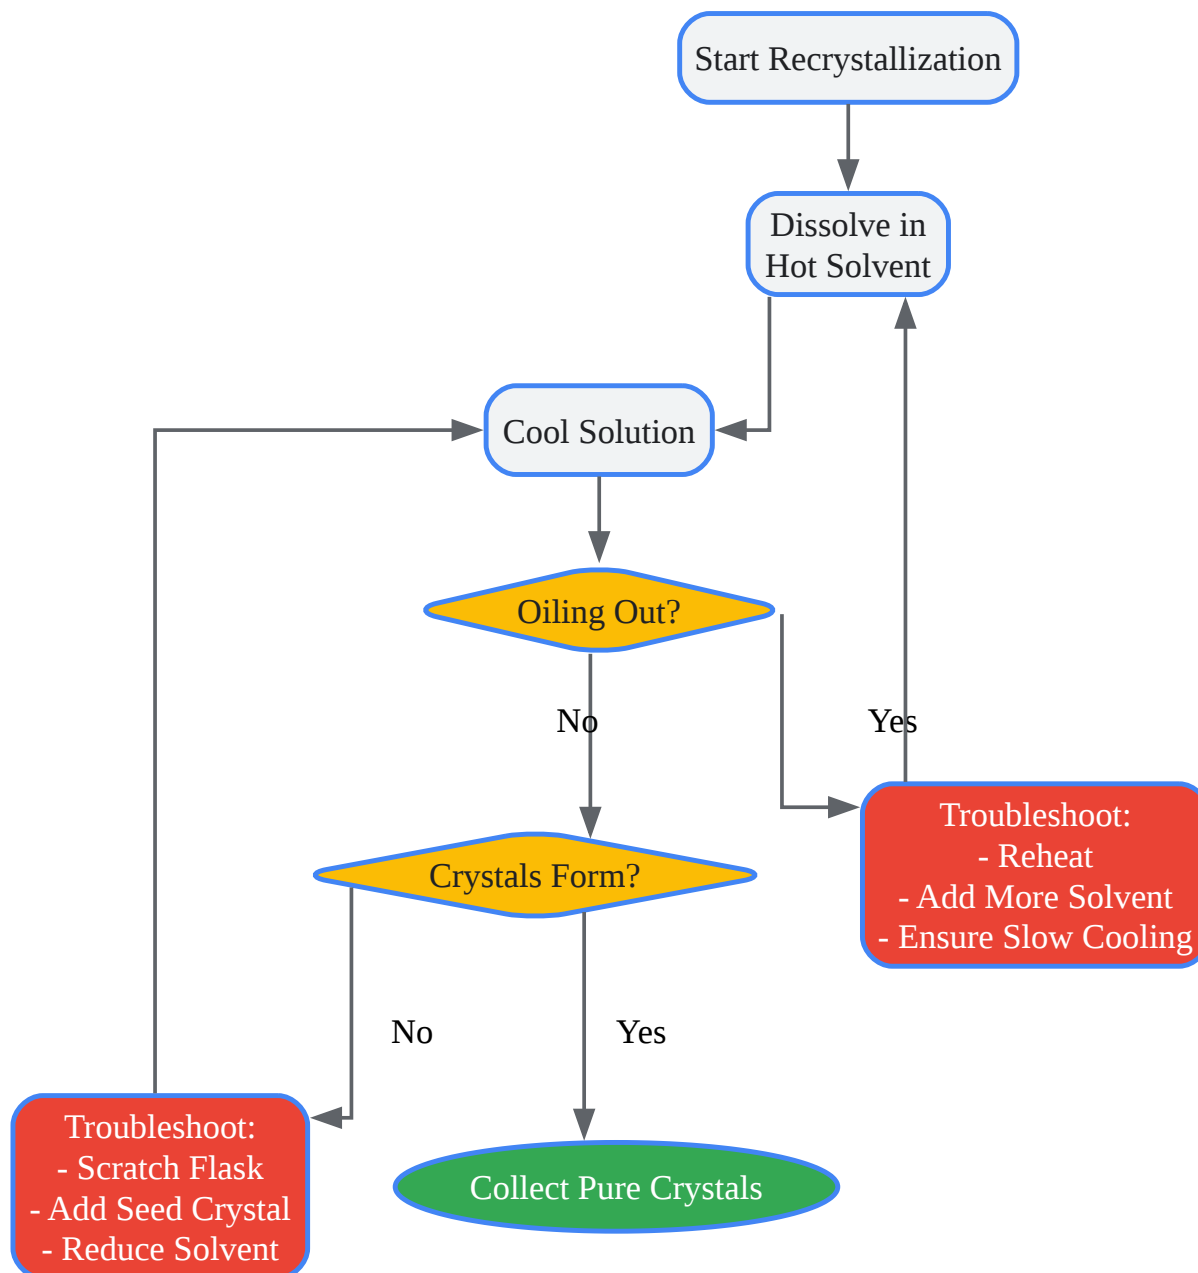 Start Recrystallization
Dissolve in
Hot Solvent
Cool Solution
Oiling Out?
No
Yes
Troubleshoot:
- Reheat
- Add More Solvent
- Ensure Slow Cooling
Crystals Form?
No
Yes
Troubleshoot:
- Scratch Flask
- Add Seed Crystal
- Reduce Solvent
Collect Pure Crystals